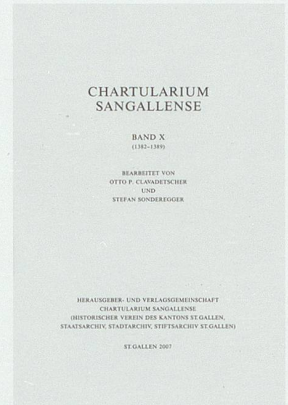 CHARTULARIUM
SANGALLENSE
BAND X
(1382–1389)
BEARBEITET VON
OTTO P. CLAVADETSCHER
UND
STEFAN SONDEREGGER
HERAUSGEBER- UND VERLAGSGEMEINSCHAFT
CHARTULARIUM SANGALLENSE
(HISTORISCHER VEREIN DES KANTONS ST.GALLEN,
STAATSARCHIV, STADTARCHIV, STIFTSARCHIV ST.GALLEN)
ST.GALLEN 2007